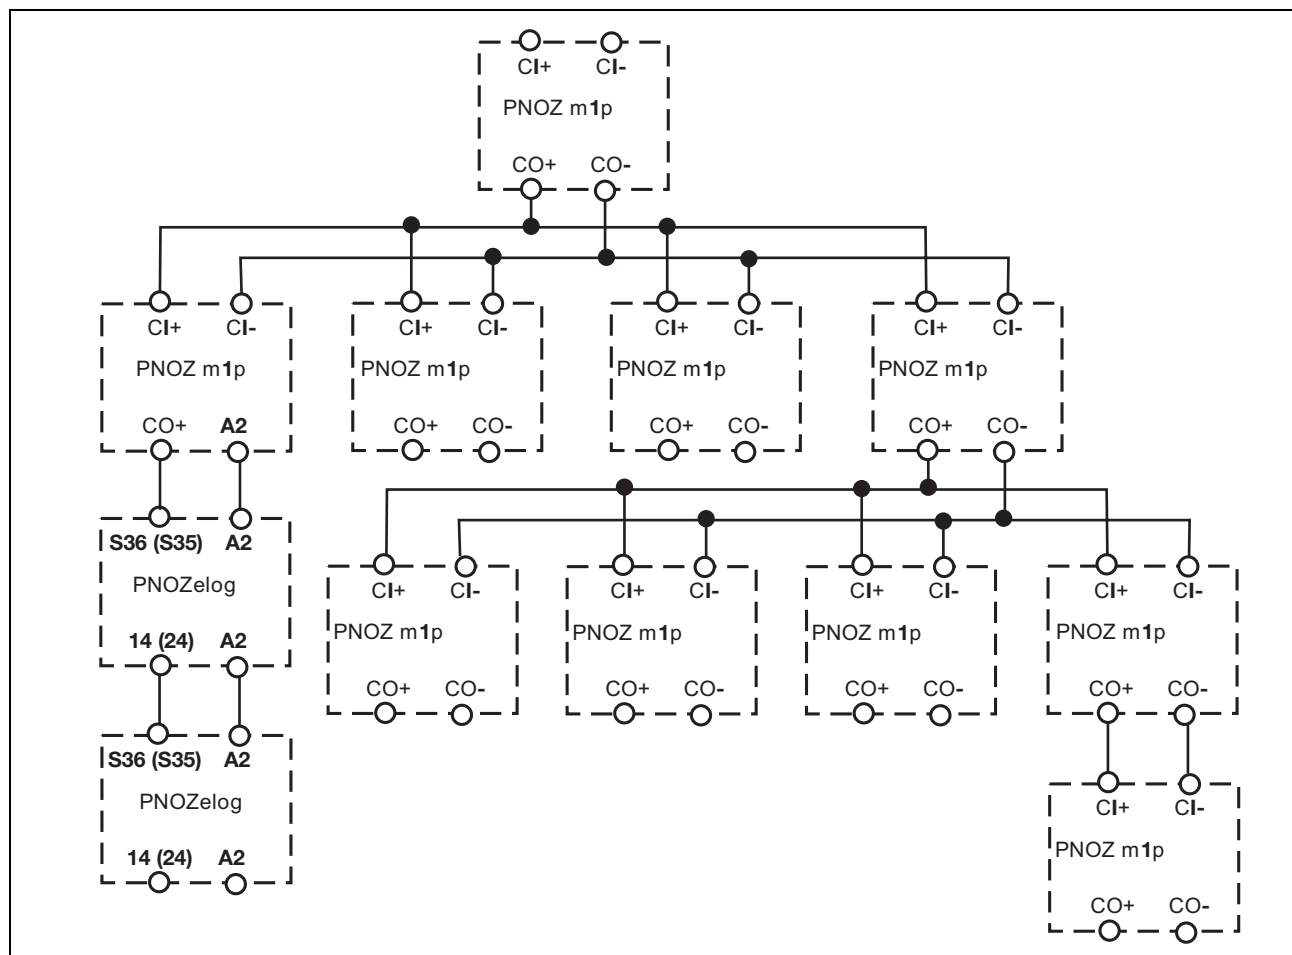 CI+ CI-
PNOZ m1p
CO+ CO-
CI+ CI- CI+ CI- CI+ CI- CI+ CI-
PNOZ m1p PNOZ m1p PNOZ m1p PNOZ m1p
CO+ A2 CO+ CO- CO+ CO- CO+ CO-
S36 (S35) A2
PNOZelog
14 (24) A2
CI+ CI- CI+ CI- CI+ CI- CI+ CI-
PNOZ m1p PNOZ m1p PNOZ m1p PNOZ m1p
CO+ CO- CO+ CO- CO+ CO- CO+ CO-
S36 (S35) A2
PNOZelog
14 (24) A2
CI+ CI-
PNOZ m1p
CO+ CO-